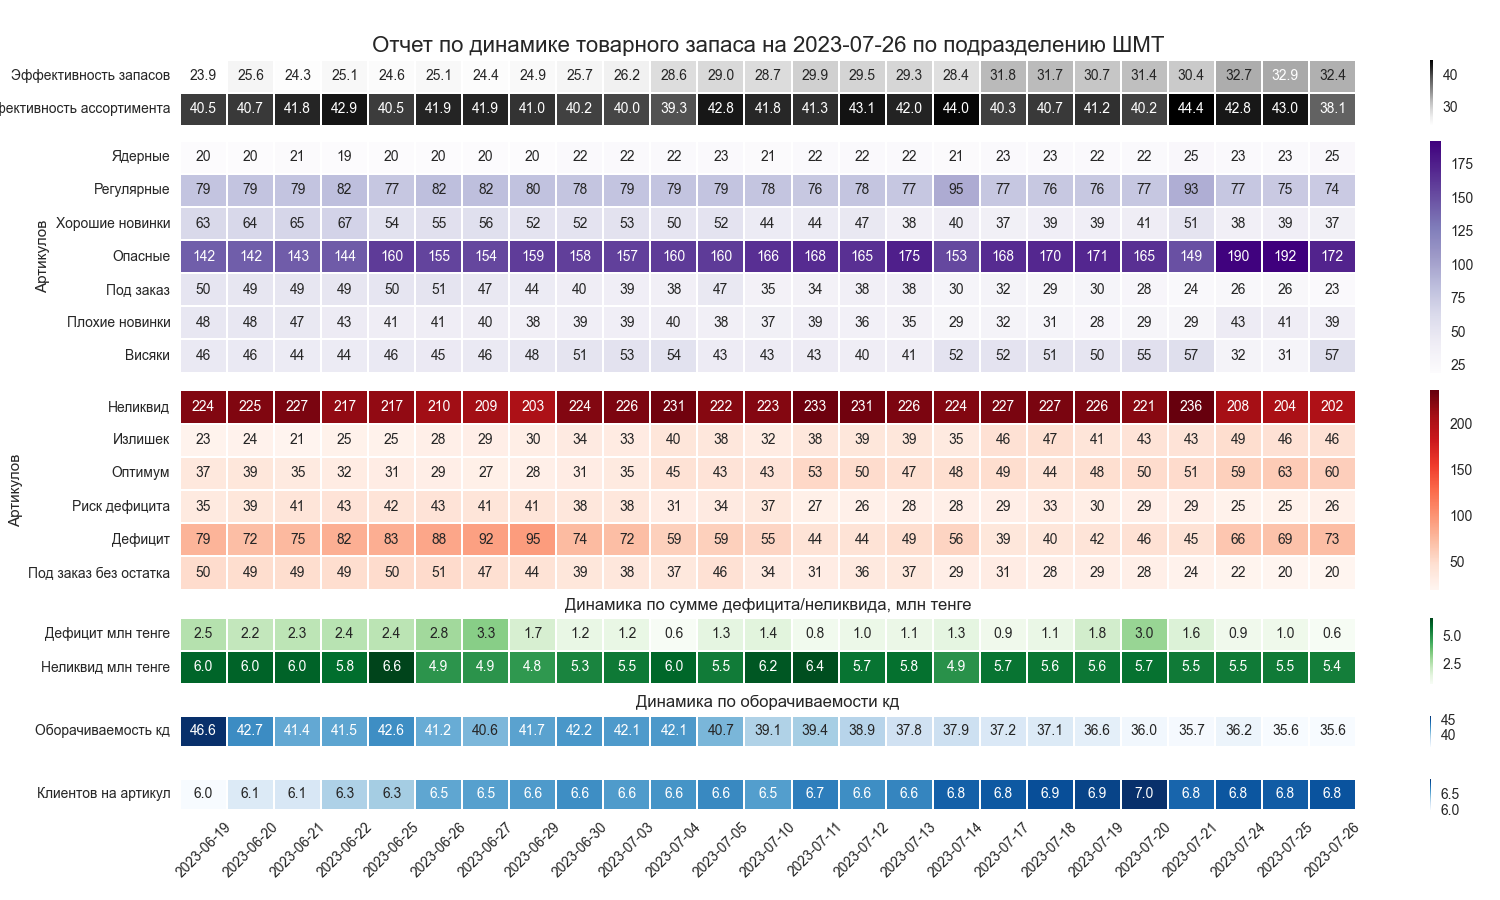 Отчет по динамике товарного запаса на 2023-07-26 по подразделению ШМТ
Эффективность запасов 23.9 25.6 24.3 25.1 24.6 25.1 24.4 24.9 25.7 26.2 28.6 29.0 28.7 29.9 29.5 29.3 28.4 31.8 31.7 30.7 31.4 30.4 32.7 32.9 32.4
фективность ассортимента 40.5 40.7 41.8 42.9 40.5 41.9 41.9 41.0 40.2 40.0 39.3 42.8 41.8 41.3 43.1 42.0 44.0 40.3 40.7 41.2 40.2 44.4 42.8 43.0 38.1
40
30
Артикулов
Ядерные 20 20 21 19 20 20 20 20 22 22 22 23 21 22 22 22 21 23 23 22 22 25 23 23 25
Регулярные 79 79 79 82 77 82 82 80 78 79 79 79 78 76 78 77 95 77 76 76 77 93 77 75 74
Хорошие новинки 63 64 65 67 54 55 56 52 52 53 50 52 44 44 47 38 40 37 39 39 41 51 38 39 37
Опасные 142 142 143 144 160 155 154 159 158 157 160 160 166 168 165 175 153 168 170 171 165 149 190 192 172
Под заказ 50 49 49 49 50 51 47 44 40 39 38 47 35 34 38 38 30 32 29 30 28 24 26 26 23
Плохие новинки 48 48 47 43 41 41 40 38 39 39 40 38 37 39 36 35 29 32 31 28 29 29 43 41 39
Висяки 46 46 44 44 46 45 46 48 51 53 54 43 43 43 40 41 52 52 51 50 55 57 32 31 57
175
150
125
100
75
50
25
Артикулов
Неликвид 224 225 227 217 217 210 209 203 224 226 231 222 223 233 231 226 224 227 227 226 221 236 208 204 202
Излишек 23 24 21 25 25 28 29 30 34 33 40 38 32 38 39 39 35 46 47 41 43 43 49 46 46
Оптимум 37 39 35 32 31 29 27 28 31 35 45 43 43 53 50 47 48 49 44 48 50 51 59 63 60
Риск дефицита 35 39 41 43 42 43 41 41 38 38 31 34 37 27 26 28 28 29 33 30 29 29 25 25 26
Дефицит 79 72 75 82 83 88 92 95 74 72 59 59 55 44 44 49 56 39 40 42 46 45 66 69 73
Под заказ без остатка 50 49 49 49 50 51 47 44 39 38 37 46 34 31 36 37 29 31 28 29 28 24 22 20 20
200
150
100
50
Динамика по сумме дефицита/неликвида, млн тенге
Дефицит млн тенге 2.5 2.2 2.3 2.4 2.4 2.8 3.3 1.7 1.2 1.2 0.6 1.3 1.4 0.8 1.0 1.1 1.3 0.9 1.1 1.8 3.0 1.6 0.9 1.0 0.6
Неликвид млн тенге 6.0 6.0 6.0 5.8 6.6 4.9 4.9 4.8 5.3 5.5 6.0 5.5 6.2 6.4 5.7 5.8 4.9 5.7 5.6 5.6 5.7 5.5 5.5 5.5 5.4
5.0
2.5
Динамика по оборачиваемости кд
Оборачиваемость кд 46.6 42.7 41.4 41.5 42.6 41.2 40.6 41.7 42.2 42.1 42.1 40.7 39.1 39.4 38.9 37.8 37.9 37.2 37.1 36.6 36.0 35.7 36.2 35.6 35.6
45
40
Клиентов на артикул 6.0 6.1 6.1 6.3 6.3 6.5 6.5 6.6 6.6 6.6 6.6 6.6 6.5 6.7 6.6 6.6 6.8 6.8 6.9 6.9 7.0 6.8 6.8 6.8 6.8
6.5
6.0
2023-06-19 2023-06-20 2023-06-21 2023-06-22 2023-06-25 2023-06-26 2023-06-27 2023-06-29 2023-06-30 2023-07-03 2023-07-04 2023-07-05 2023-07-10 2023-07-11 2023-07-12 2023-07-13 2023-07-14 2023-07-17 2023-07-18 2023-07-19 2023-07-20 2023-07-21 2023-07-24 2023-07-25 2023-07-26